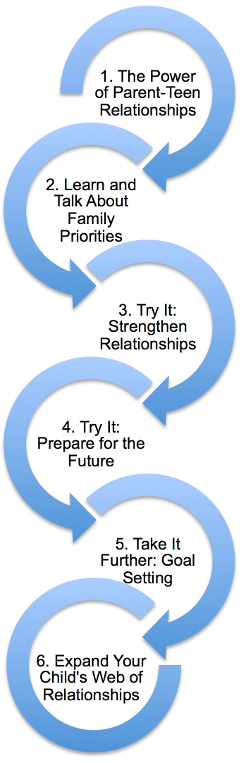 1. The Power
of Parent-Teen
Relationships
2. Learn and
Talk About
Family
Priorities
3. Try It:
Strengthen
Relationships
4. Try It:
Prepare for the
Future
5. Take It
Further: Goal
Setting
6. Expand Your
Child's Web of
Relationships